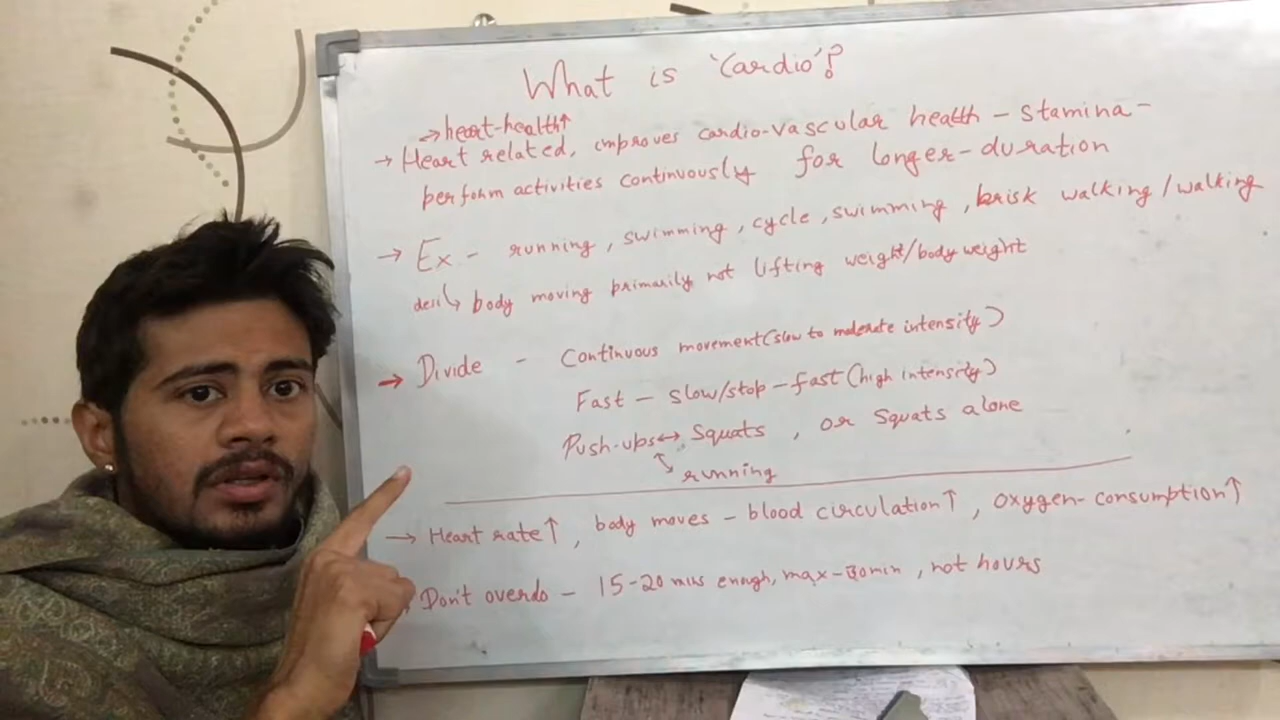 What is 'Cardio'?
→ heart-health↑
→ Heart related, improves cardio-vascular health - stamina -
perform activities continuously for longer-duration
→ Ex - running, swimming, cycle, swimming, brisk walking / walking
desi↳ body moving primarily not lifting weight/body weight
→ Divide - Continuous movement (slow to moderate intensity)
Fast - slow/stop - fast (high intensity)
Push-ups ↔ Squats, or Squats alone
↔ running
→ Heart rate↑, body moves - blood circulation↑, oxygen-consumption↑
Don't overdo - 15-20 mins enough, max-30min, not hours